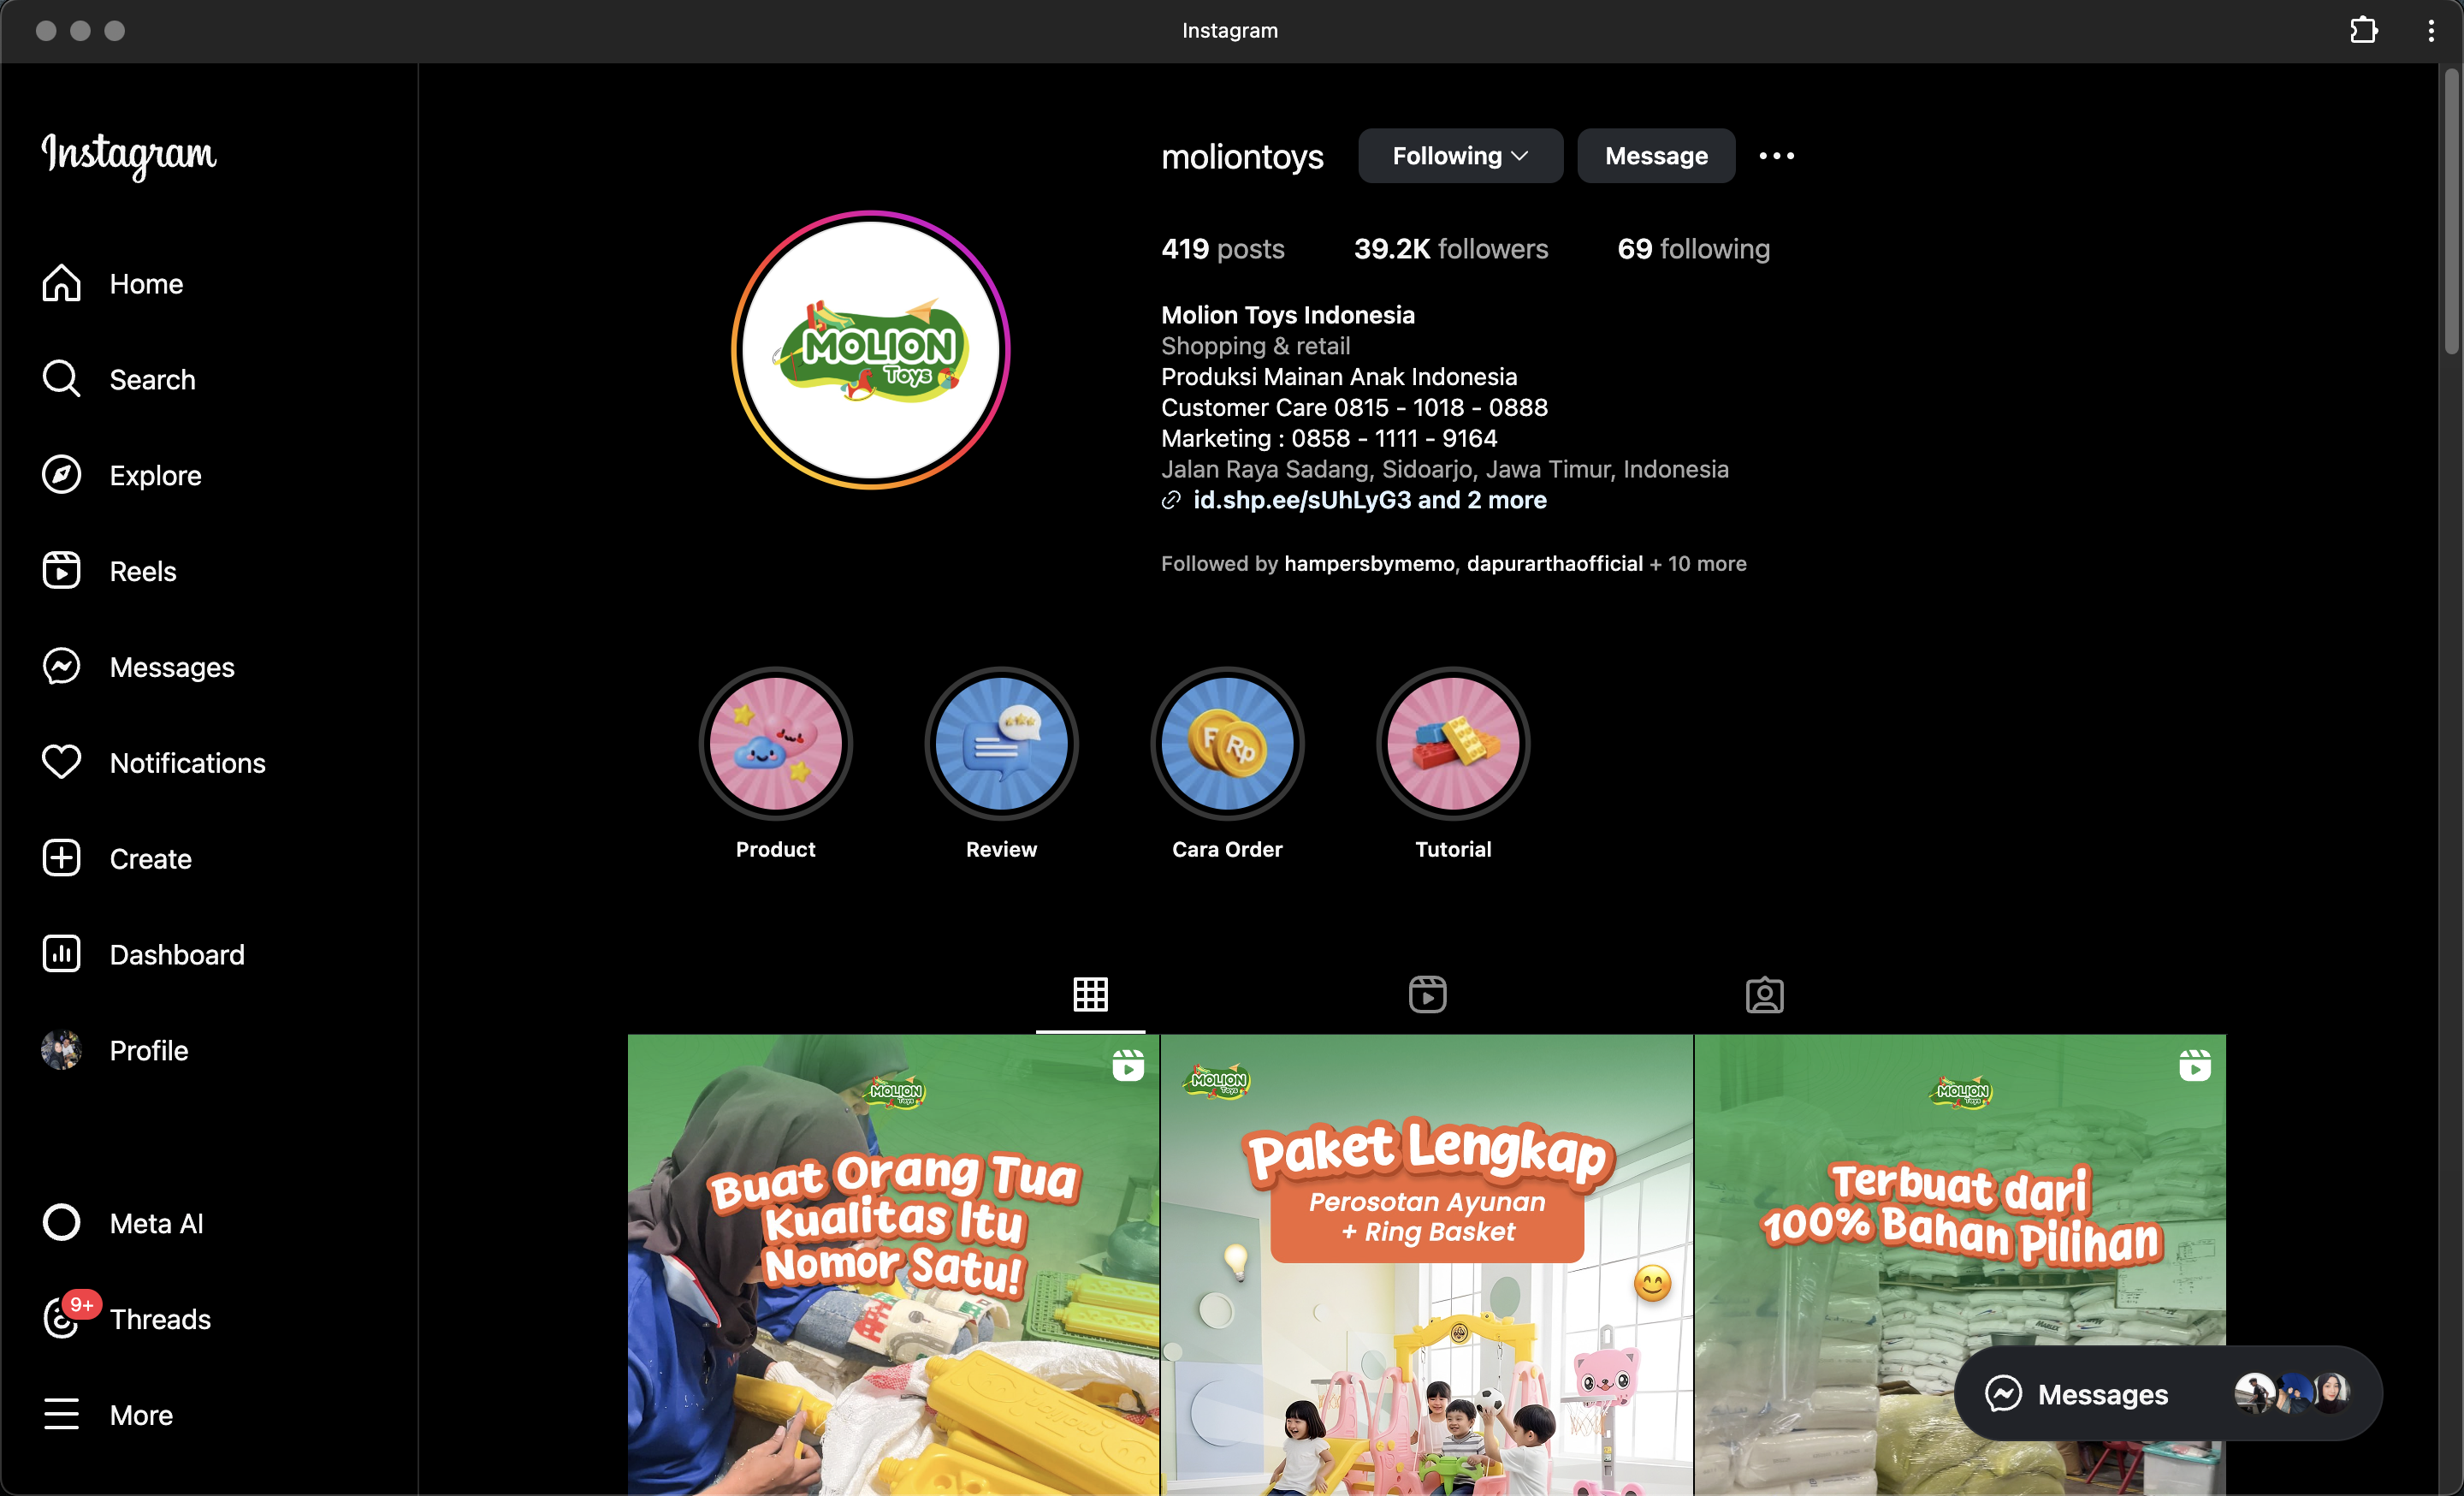 Instagram
Instagram
Home
Search
Explore
Reels
Messages
Notifications
Create
Dashboard
Profile
Meta AI
9+
Threads
More
moliontoys
Following
Message
419 posts
39.2K followers
69 following
MOLION
Toys
Molion Toys Indonesia
Shopping & retail
Produksi Mainan Anak Indonesia
Customer Care 0815 - 1018 - 0888
Marketing : 0858 - 1111 - 9164
Jalan Raya Sadang, Sidoarjo, Jawa Timur, Indonesia
id.shp.ee/sUhLyG3 and 2 more
Followed by hampersbymemo, dapurarthaofficial + 10 more
F
Rp
Product
Review
Cara Order
Tutorial
MOLION
Toys
Buat Orang Tua
Kualitas Itu
Nomor Satu!
MOLION
Toys
Paket Lengkap
Perosotan Ayunan
+ Ring Basket
MOLION
Toys
Terbuat dari
100% Bahan Pilihan
Messages